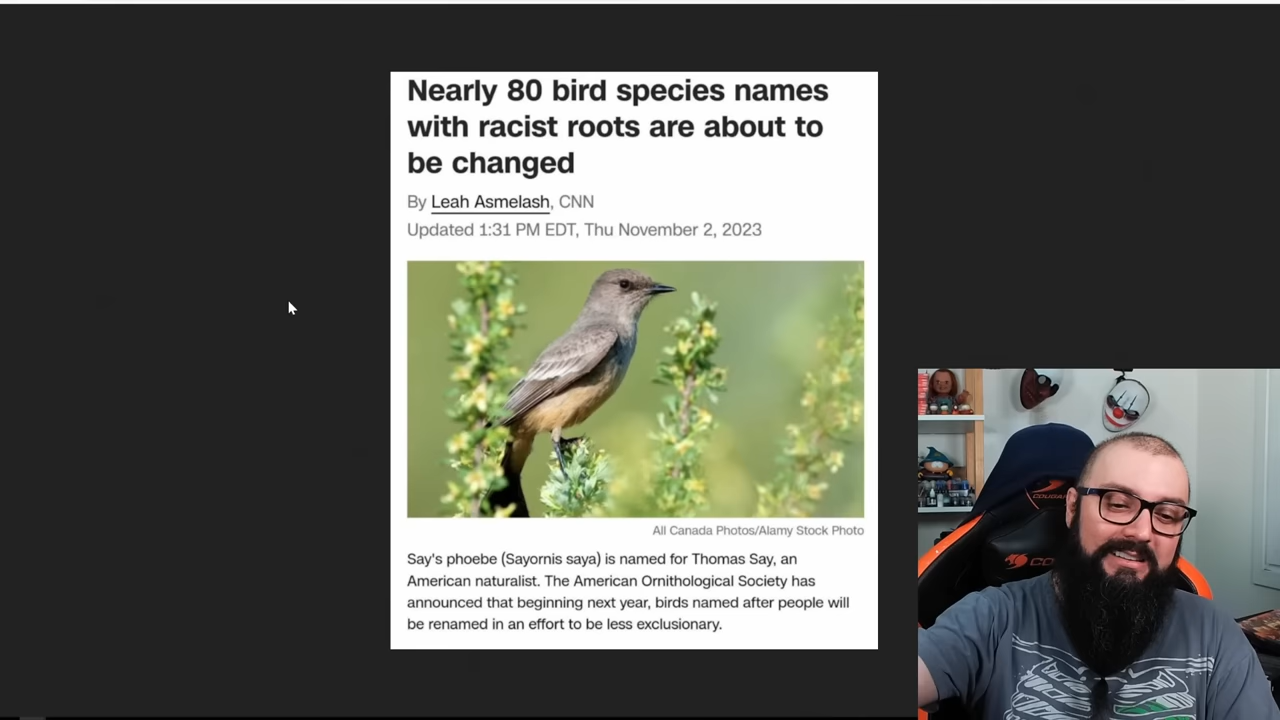 Nearly 80 bird species names
with racist roots are about to
be changed
By Leah Asmelash, CNN
Updated 1:31 PM EDT, Thu November 2, 2023
All Canada Photos/Alamy Stock Photo
Say's phoebe (Sayornis saya) is named for Thomas Say, an
American naturalist. The American Ornithological Society has
announced that beginning next year, birds named after people will
be renamed in an effort to be less exclusionary.
COUGAR